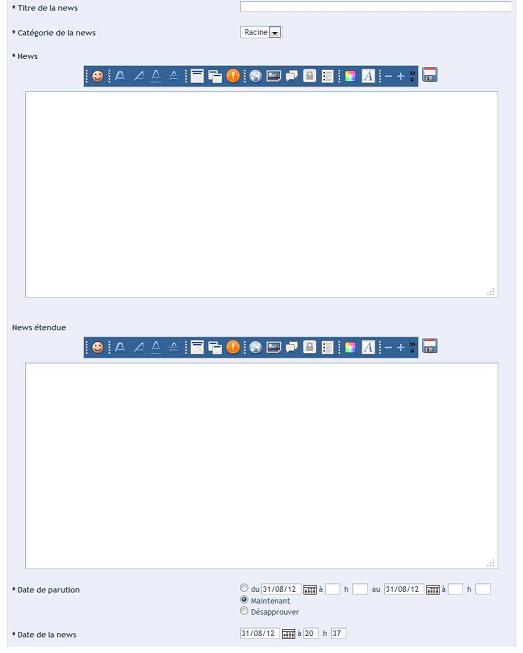 * Titre de la news
* Catégorie de la news Racine
* News
News étendue
* Date de parution du 31/08/12 à h au 31/08/12 à h
Maintenant
Désapprouver
* Date de la news 31/08/12 à 20 h 37